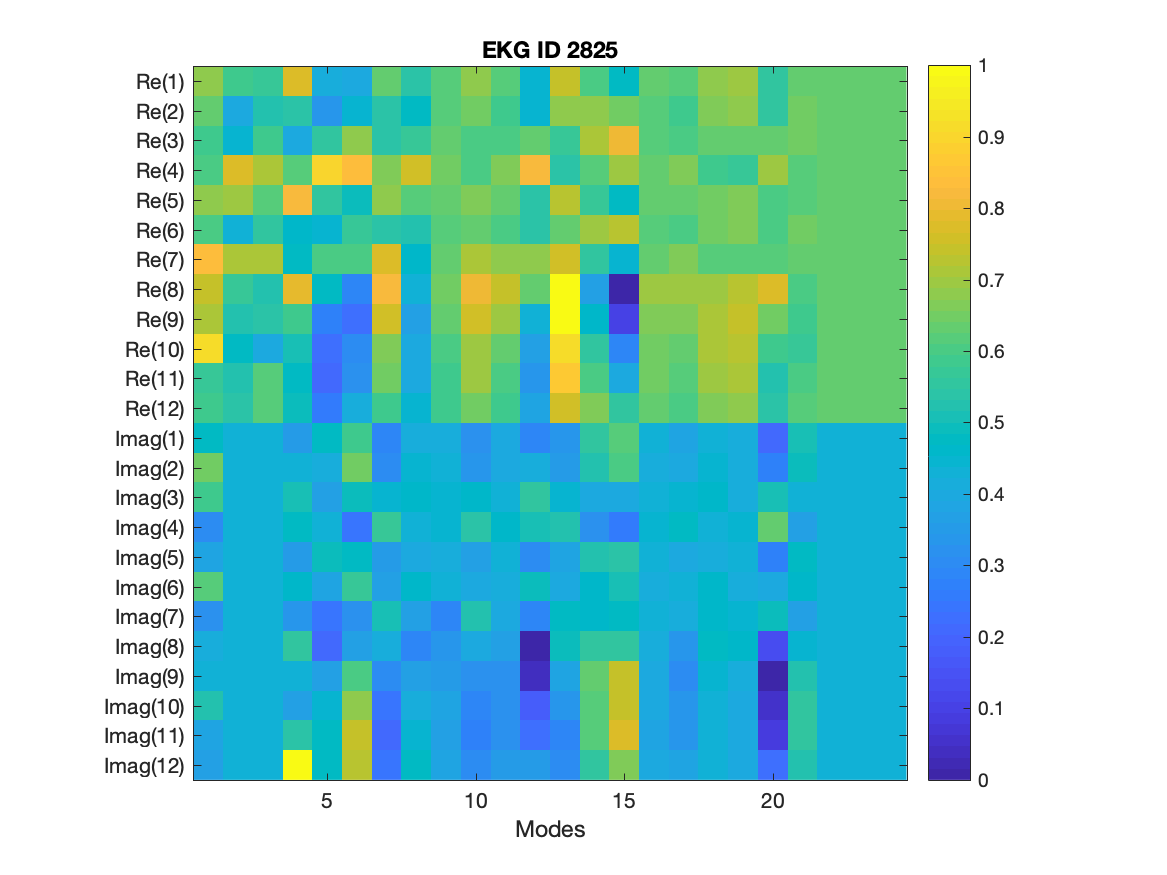 EKG ID 2825
Re(1)
Re(2)
Re(3)
Re(4)
Re(5)
Re(6)
Re(7)
Re(8)
Re(9)
Re(10)
Re(11)
Re(12)
Imag(1)
Imag(2)
Imag(3)
Imag(4)
Imag(5)
Imag(6)
Imag(7)
Imag(8)
Imag(9)
Imag(10)
Imag(11)
Imag(12)
5 10 15 20
Modes
1
0.9
0.8
0.7
0.6
0.5
0.4
0.3
0.2
0.1
0